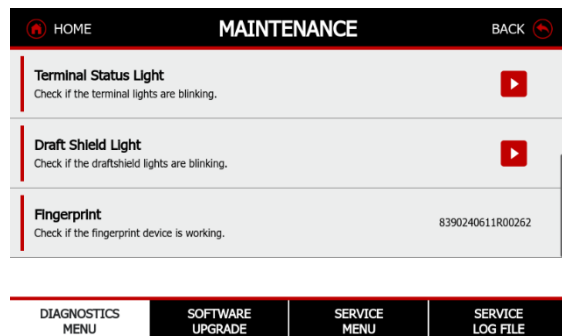 HOME MAINTENANCE BACK
Terminal Status Light
Check if the terminal lights are blinking.
Draft Shield Light
Check if the draftshield lights are blinking.
Fingerprint
Check if the fingerprint device is working.
8390240611R00262
DIAGNOSTICS MENU
SOFTWARE UPGRADE
SERVICE MENU
SERVICE LOG FILE